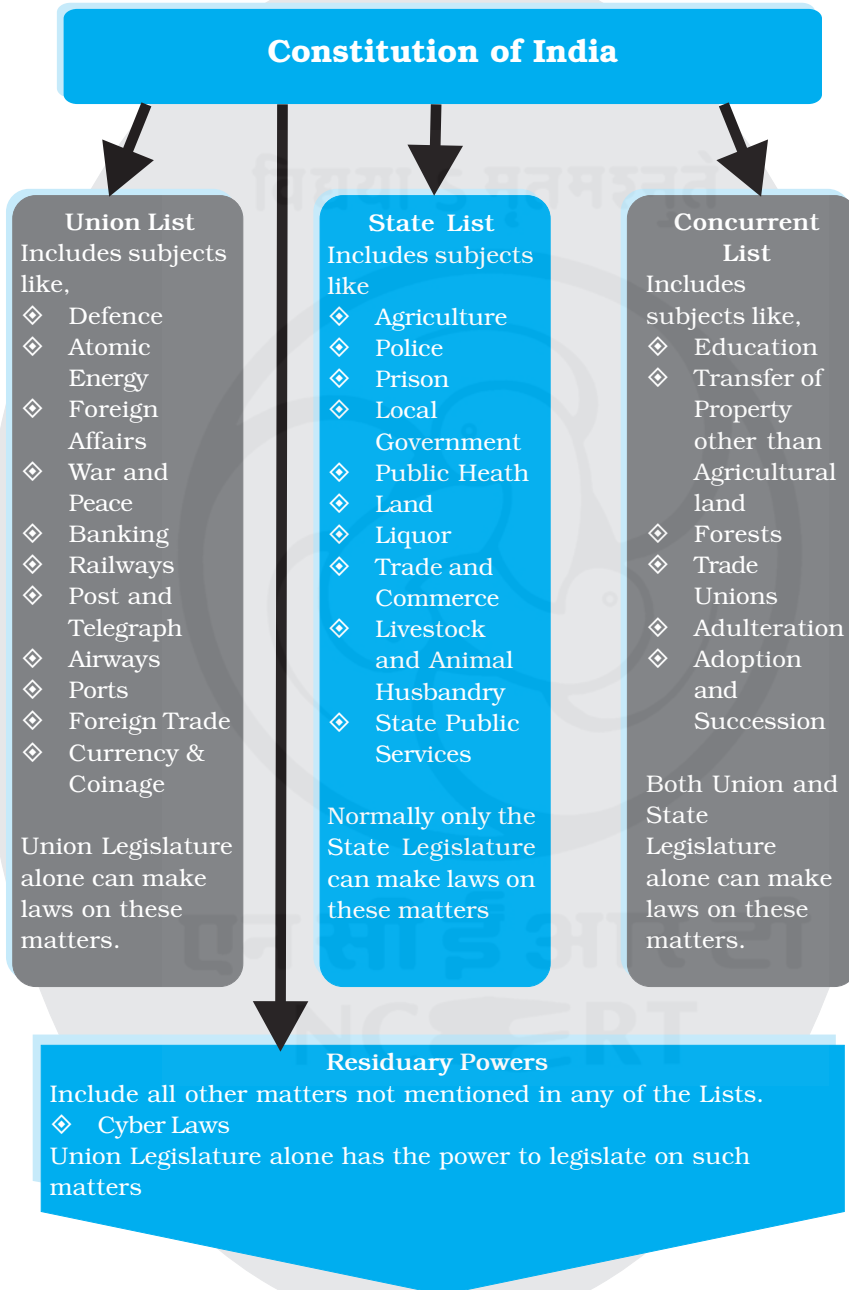 Constitution of India
विद्यया ऽ मृतमश्नुते
Union List
Includes subjects
like,
◈ Defence
◈ Atomic
Energy
◈ Foreign
Affairs
◈ War and
Peace
◈ Banking
◈ Railways
◈ Post and
Telegraph
◈ Airways
◈ Ports
◈ Foreign Trade
◈ Currency &
Coinage
Union Legislature
alone can make
laws on these
matters.
State List
Includes subjects
like
◈ Agriculture
◈ Police
◈ Prison
◈ Local
Government
◈ Public Heath
◈ Land
◈ Liquor
◈ Trade and
Commerce
◈ Livestock
and Animal
Husbandry
◈ State Public
Services
Normally only the
State Legislature
can make laws on
these matters
Concurrent
List
Includes
subjects like,
◈ Education
◈ Transfer of
Property
other than
Agricultural
land
◈ Forests
◈ Trade
Unions
◈ Adulteration
◈ Adoption
and
Succession
Both Union and
State
Legislature
alone can make
laws on these
matters.
एन सी ई आर टी
NCERT
Residuary Powers
Include all other matters not mentioned in any of the Lists.
◈ Cyber Laws
Union Legislature alone has the power to legislate on such
matters